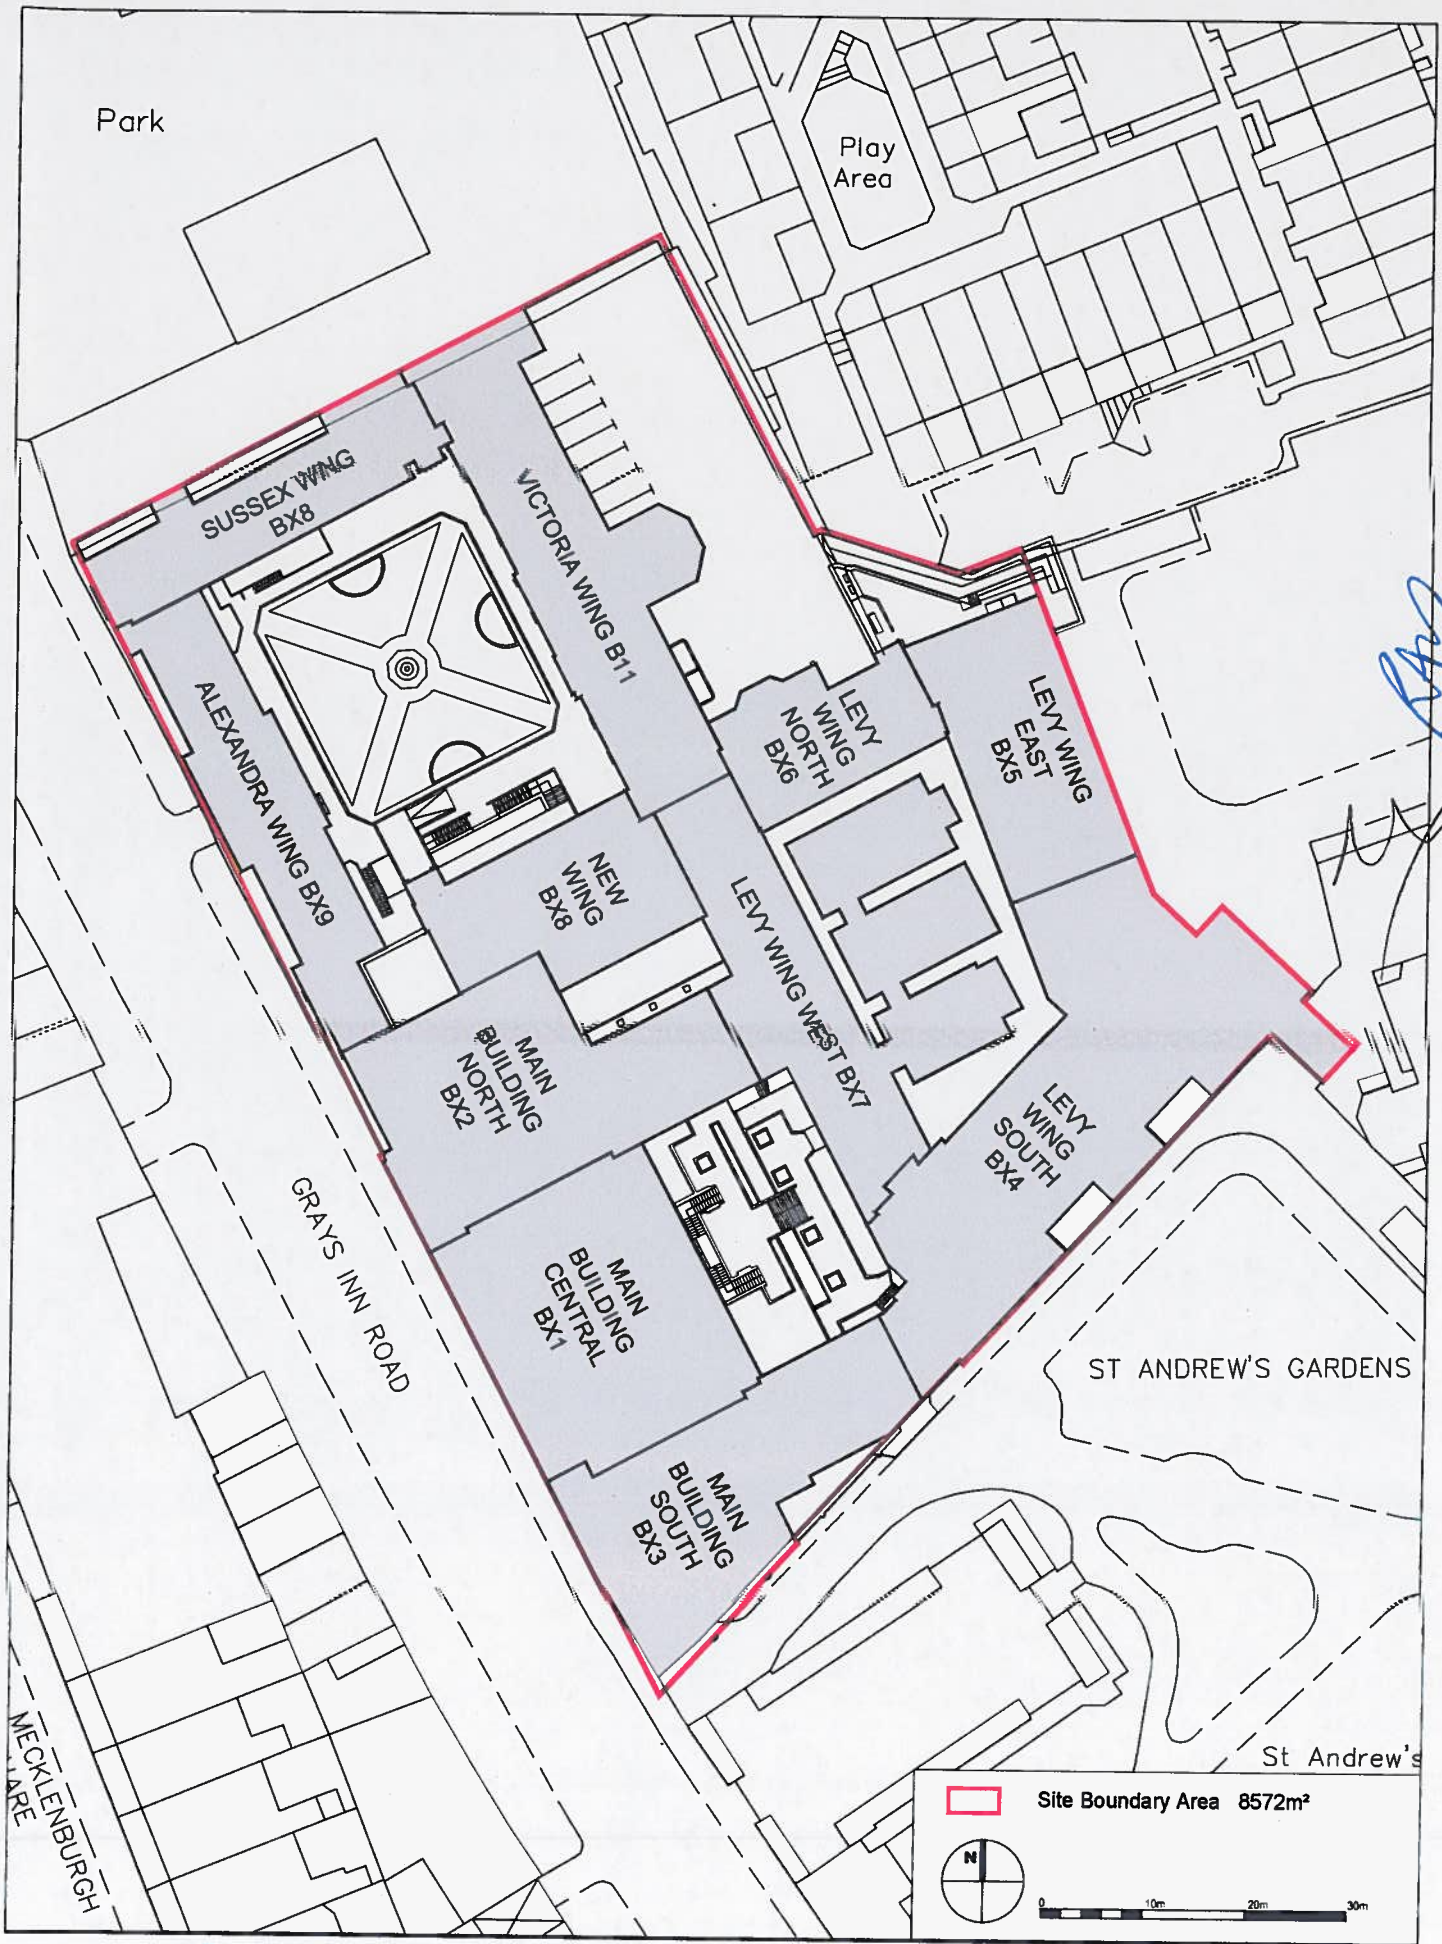 Park
Play
Area
SUSSEX WING
BX8
VICTORIA WING B11
ALEXANDRA WING BX9
LEVY
WING
NORTH
BX6
LEVY WING
EAST
BX5
NEW
WING
BX8
LEVY WING WEST BX7
MAIN
BUILDING
NORTH
BX2
LEVY
WING
SOUTH
BX4
GRAYS INN ROAD
MAIN
BUILDING
CENTRAL
BX1
ST ANDREW'S GARDENS
MAIN
BUILDING
SOUTH
BX3
MECKLENBURGH
St Andrew's
Site Boundary Area 8572m²
N
0 10m 20m 30m